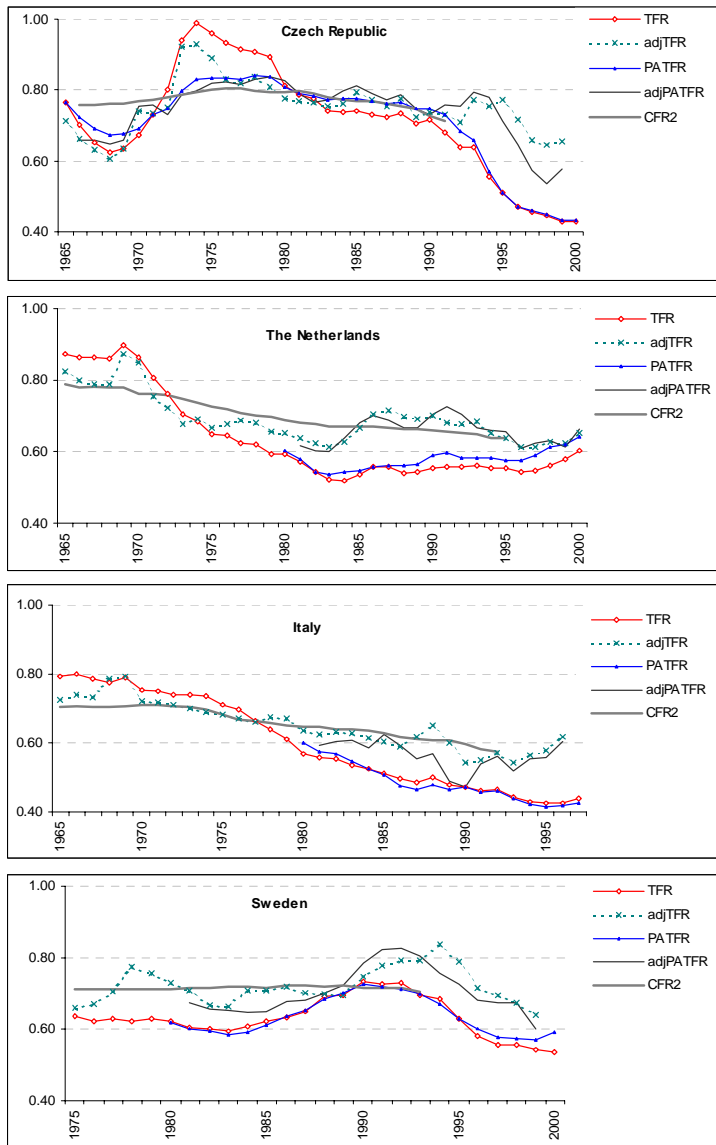 Czech Republic
1.00
0.80
0.60
0.40
1965
1970
1975
1980
1985
1990
1995
2000
TFR
adjTFR
PATFR
adjPATFR
CFR2
The Netherlands
1.00
0.80
0.60
0.40
1965
1970
1975
1980
1985
1990
1995
2000
TFR
adjTFR
PATFR
adjPATFR
CFR2
Italy
1.00
0.80
0.60
0.40
1965
1970
1975
1980
1985
1990
1995
TFR
adjTFR
PATFR
adjPATFR
CFR2
Sweden
1.00
0.80
0.60
0.40
1975
1980
1985
1990
1995
2000
TFR
adjTFR
PATFR
adjPATFR
CFR2